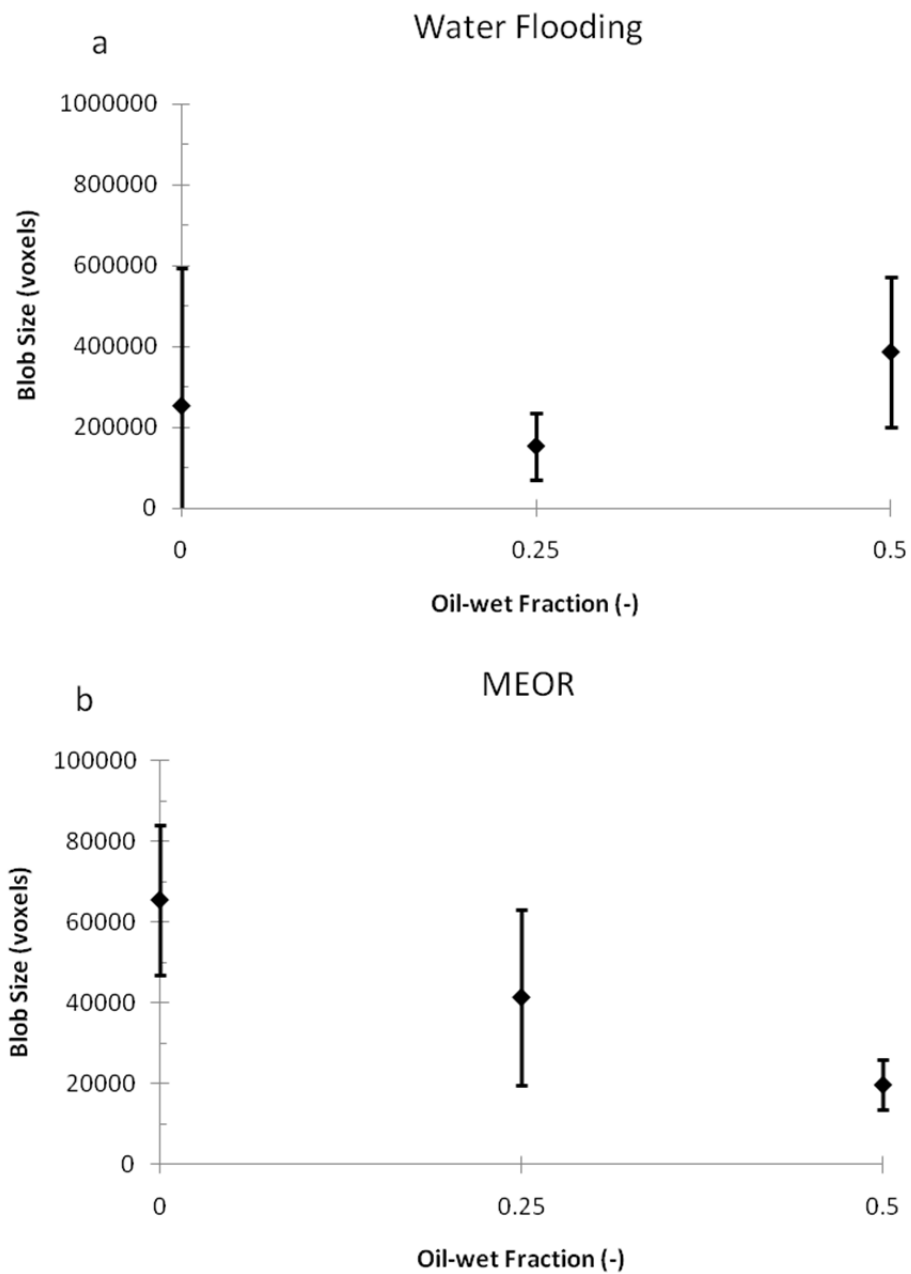 a
Water Flooding
1000000
800000
600000
400000
200000
0
Blob Size (voxels)
0 0.25 0.5
Oil-wet Fraction (-)
b
MEOR
100000
80000
60000
40000
20000
0
Blob Size (voxels)
0 0.25 0.5
Oil-wet Fraction (-)